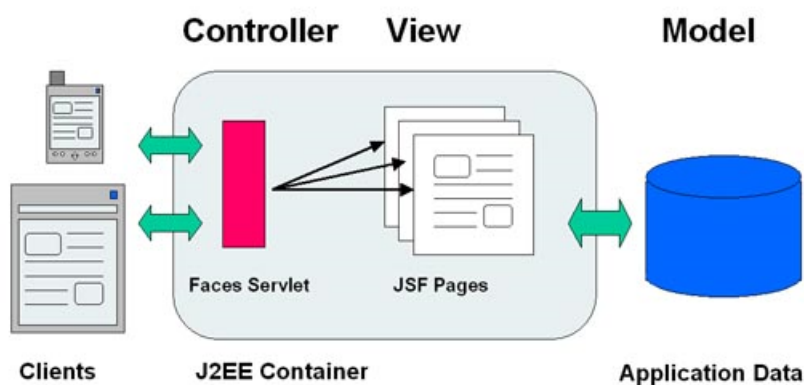 Controller View Model
Faces Servlet JSF Pages
Clients J2EE Container Application Data